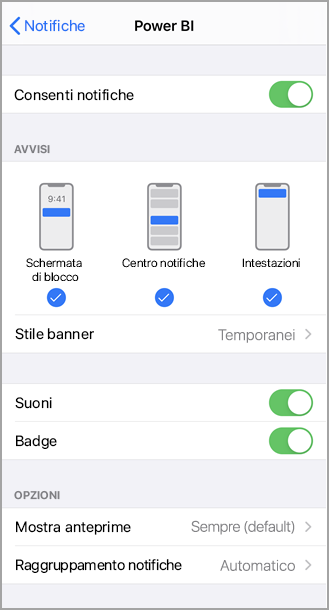 Notifiche
Power BI
Consenti notifiche
AVVISI
9:41
Schermata
di blocco
Centro notifiche
Intestazioni
Stile banner
Temporanei
Suoni
Badge
OPZIONI
Mostra anteprime
Sempre (default)
Raggruppamento notifiche
Automatico